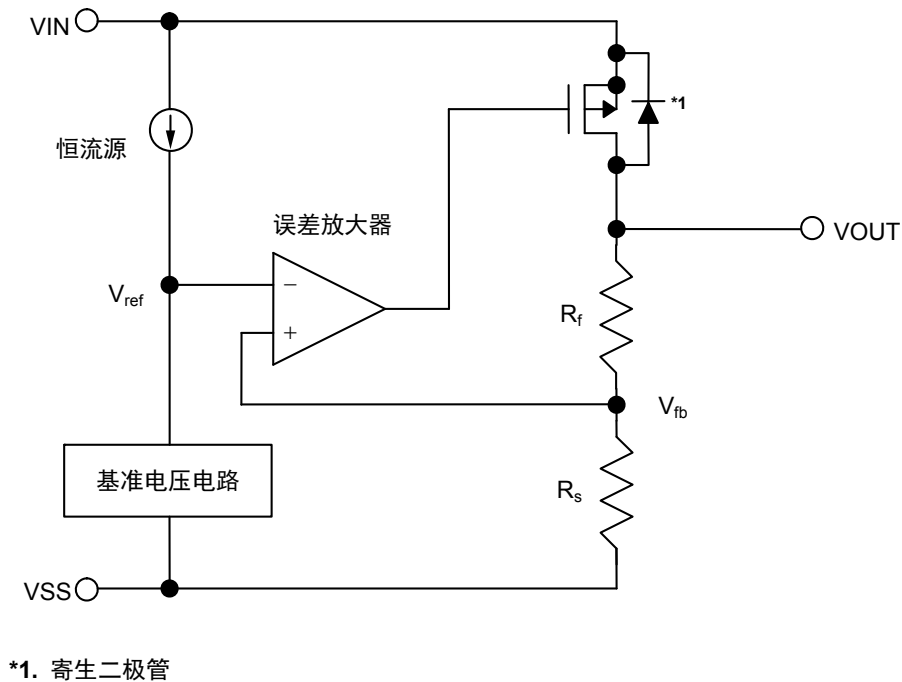 VIN
*1
恒流源
误差放大器
VOUT
Vref
−
+
Rf
Vfb
基准电压电路
Rs
VSS
*1. 寄生二极管